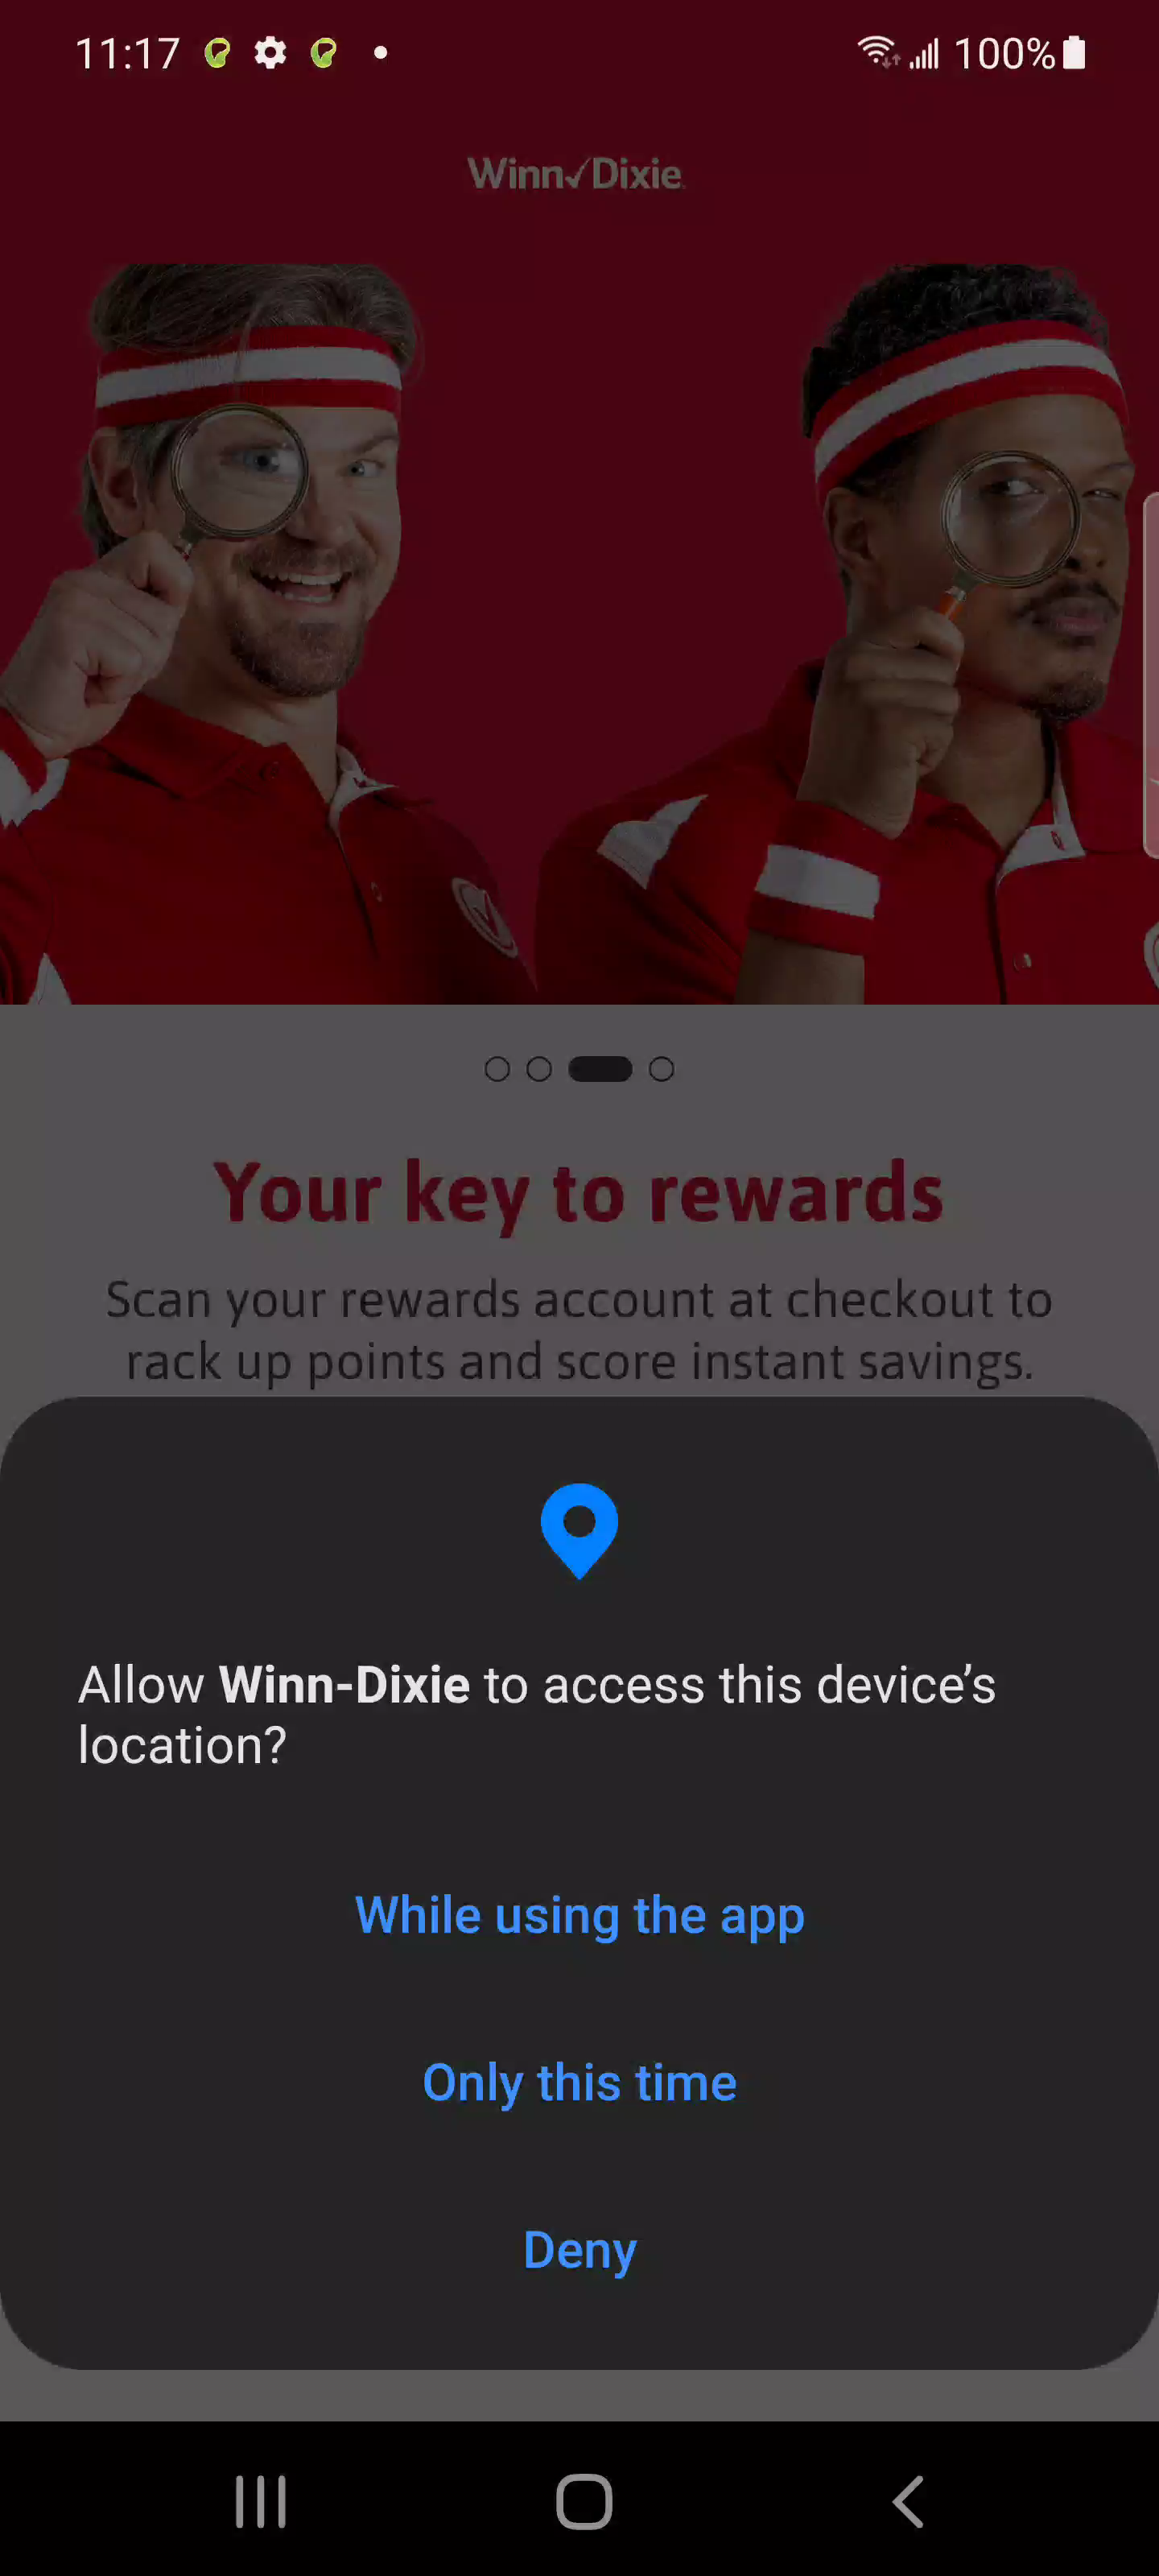 11:17
100%
Winn✓Dixie
Your key to rewards
Scan your rewards account at checkout to
rack up points and score instant savings.
Allow Winn-Dixie to access this device’s
location?
While using the app
Only this time
Deny